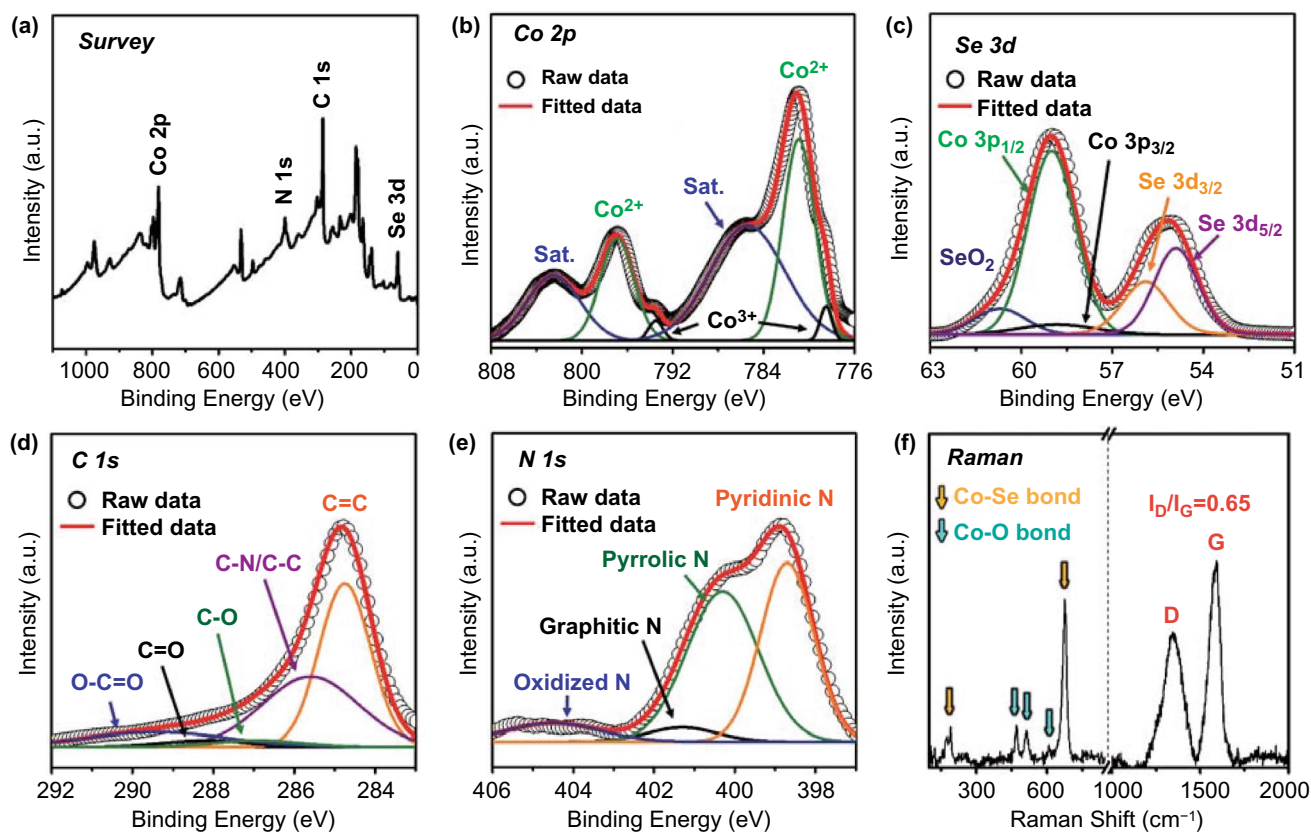 (a)
Survey
Co 2p
N 1s
C 1s
Se 3d
Intensity (a.u.)
1000 800 600 400 200 0
Binding Energy (eV)
(b)
Co 2p
Raw data
Fitted data
Co²⁺
Sat.
Co²⁺
Sat.
Co³⁺
Intensity (a.u.)
808 800 792 784 776
Binding Energy (eV)
(c)
Se 3d
Raw data
Fitted data
Co 3p₁/₂
Co 3p₃/₂
Se 3d₃/₂
Se 3d₅/₂
SeO₂
Intensity (a.u.)
63 60 57 54 51
Binding Energy (eV)
(d)
C 1s
Raw data
Fitted data
C=C
C-N/C-C
C-O
C=O
O-C=O
Intensity (a.u.)
292 290 288 286 284
Binding Energy (eV)
(e)
N 1s
Raw data
Fitted data
Pyridinic N
Pyrrolic N
Graphitic N
Oxidized N
Intensity (a.u.)
406 404 402 400 398
Binding Energy (eV)
(f)
Raman
Co-Se bond
Co-O bond
I_D/I_G=0.65
G
D
Intensity (a.u.)
300 600 1000 1500 2000
Raman Shift (cm⁻¹)